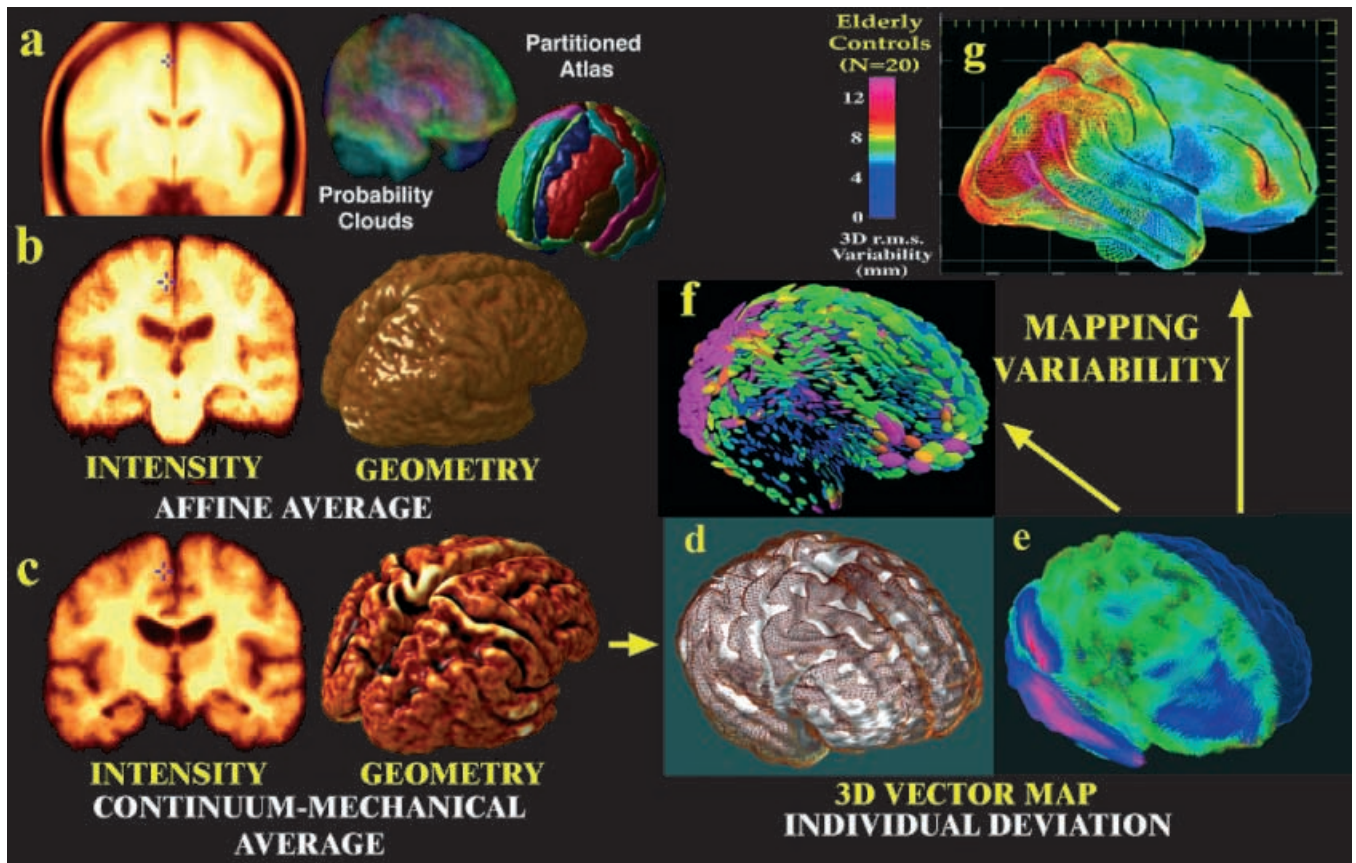 a
Partitioned
Atlas
Probability
Clouds
Elderly
Controls
(N=20)
12
8
4
0
3D r.m.s.
Variability
(mm)
g
b
INTENSITY
GEOMETRY
AFFINE AVERAGE
f
MAPPING
VARIABILITY
c
INTENSITY
GEOMETRY
CONTINUUM-MECHANICAL
AVERAGE
d
e
3D VECTOR MAP
INDIVIDUAL DEVIATION